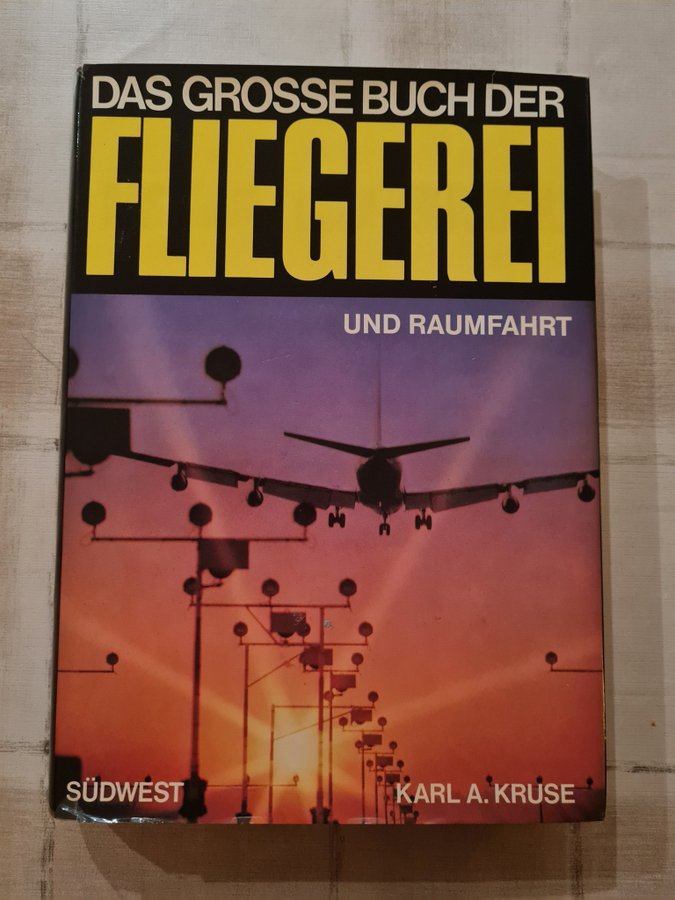 DAS GROSSE BUCH DER
FLIEGEREI
UND RAUMFAHRT
SÜDWEST
KARL A. KRUSE